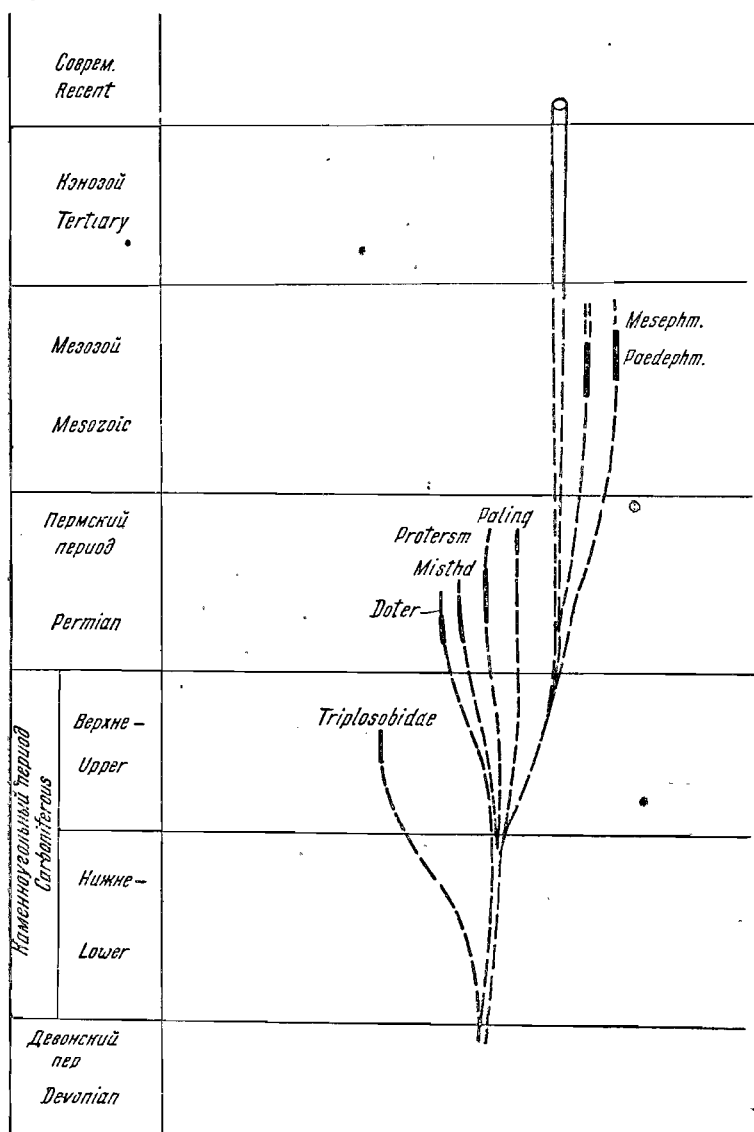 Соврем.
Recent
Кэнозой
Tertiary
Мезозой
Mesozoic
Mesephm.
Paedephm.
Пермский
период
Permian
Paling
Protersm
Misthd
Doter
Каменноугольный период
Carboniferous
Верхне-
Upper
Triplosobidae
Нижне-
Lower
Девонский
пер
Devonian